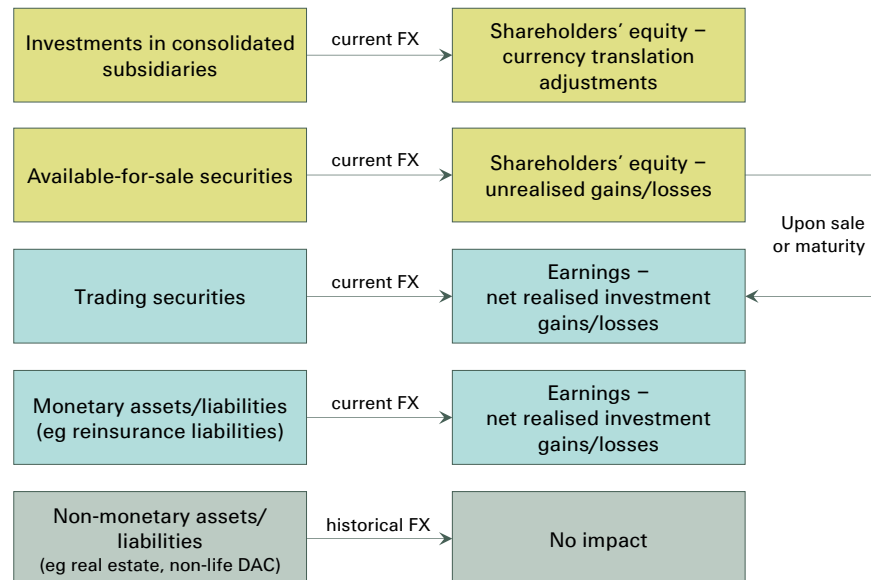 Investments in consolidated
subsidiaries
current FX
Shareholders’ equity –
currency translation
adjustments
Available-for-sale securities
current FX
Shareholders’ equity –
unrealised gains/losses
Upon sale
or maturity
Trading securities
current FX
Earnings –
net realised investment
gains/losses
Monetary assets/liabilities
(eg reinsurance liabilities)
current FX
Earnings –
net realised investment
gains/losses
Non-monetary assets/
liabilities
(eg real estate, non-life DAC)
historical FX
No impact